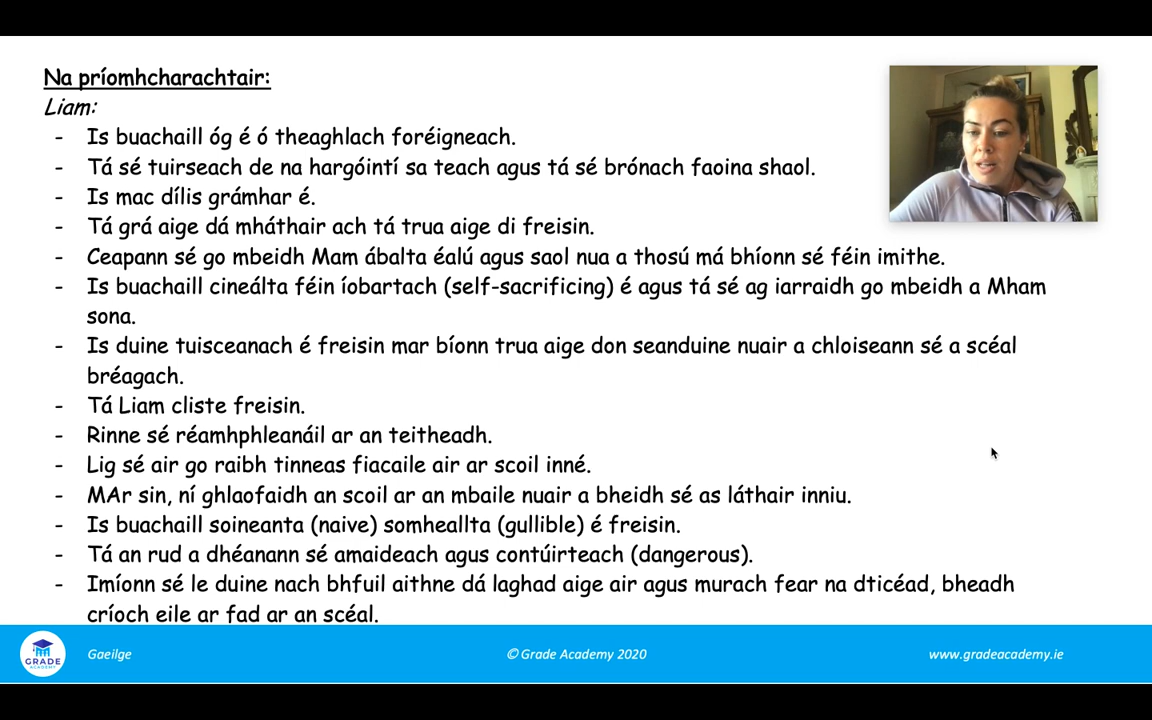 Na príomhcharachtair:
Liam:
- Is buachaill óg é ó theaghlach foréigneach.
- Tá sé tuirseach de na hargóintí sa teach agus tá sé brónach faoina shaol.
- Is mac dílis grámhar é.
- Tá grá aige dá mháthair ach tá trua aige di freisin.
- Ceapann sé go mbeidh Mam ábalta éalú agus saol nua a thosú má bhíonn sé féin imithe.
- Is buachaill cineálta féin íobartach (self-sacrificing) é agus tá sé ag iarraidh go mbeidh a Mham
sona.
- Is duine tuisceanach é freisin mar bíonn trua aige don seanduine nuair a chloiseann sé a scéal
bréagach.
- Tá Liam cliste freisin.
- Rinne sé réamhphleanáil ar an teitheadh.
- Lig sé air go raibh tinneas fiacaile air ar scoil inné.
- MAr sin, ní ghlaofaidh an scoil ar an mbaile nuair a bheidh sé as láthair inniu.
- Is buachaill soineanta (naive) somheallta (gullible) é freisin.
- Tá an rud a dhéanann sé amaideach agus contúirteach (dangerous).
- Imíonn sé le duine nach bhfuil aithne dá laghad aige air agus murach fear na dticéad, bheadh
críoch eile ar fad ar an scéal.
GRADE
ACADEMY
Gaeilge
© Grade Academy 2020
www.gradeacademy.ie